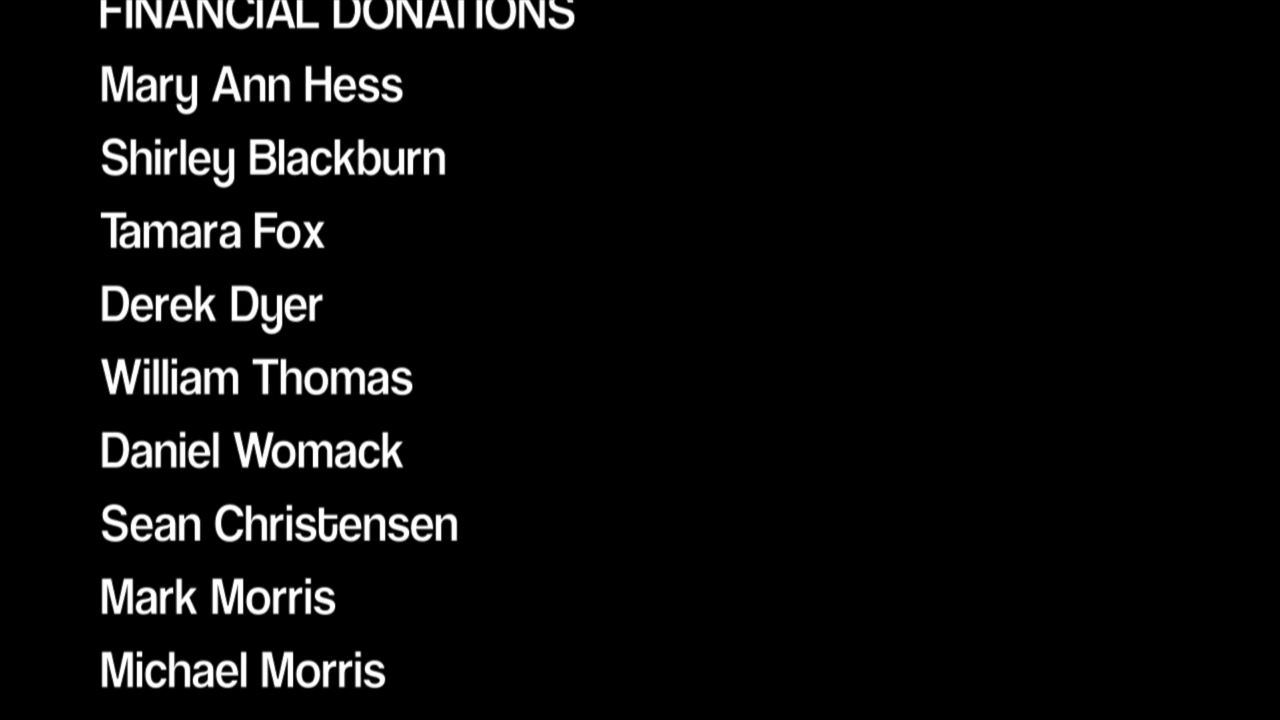 FINANCIAL DONATIONS
Mary Ann Hess
Shirley Blackburn
Tamara Fox
Derek Dyer
William Thomas
Daniel Womack
Sean Christensen
Mark Morris
Michael Morris